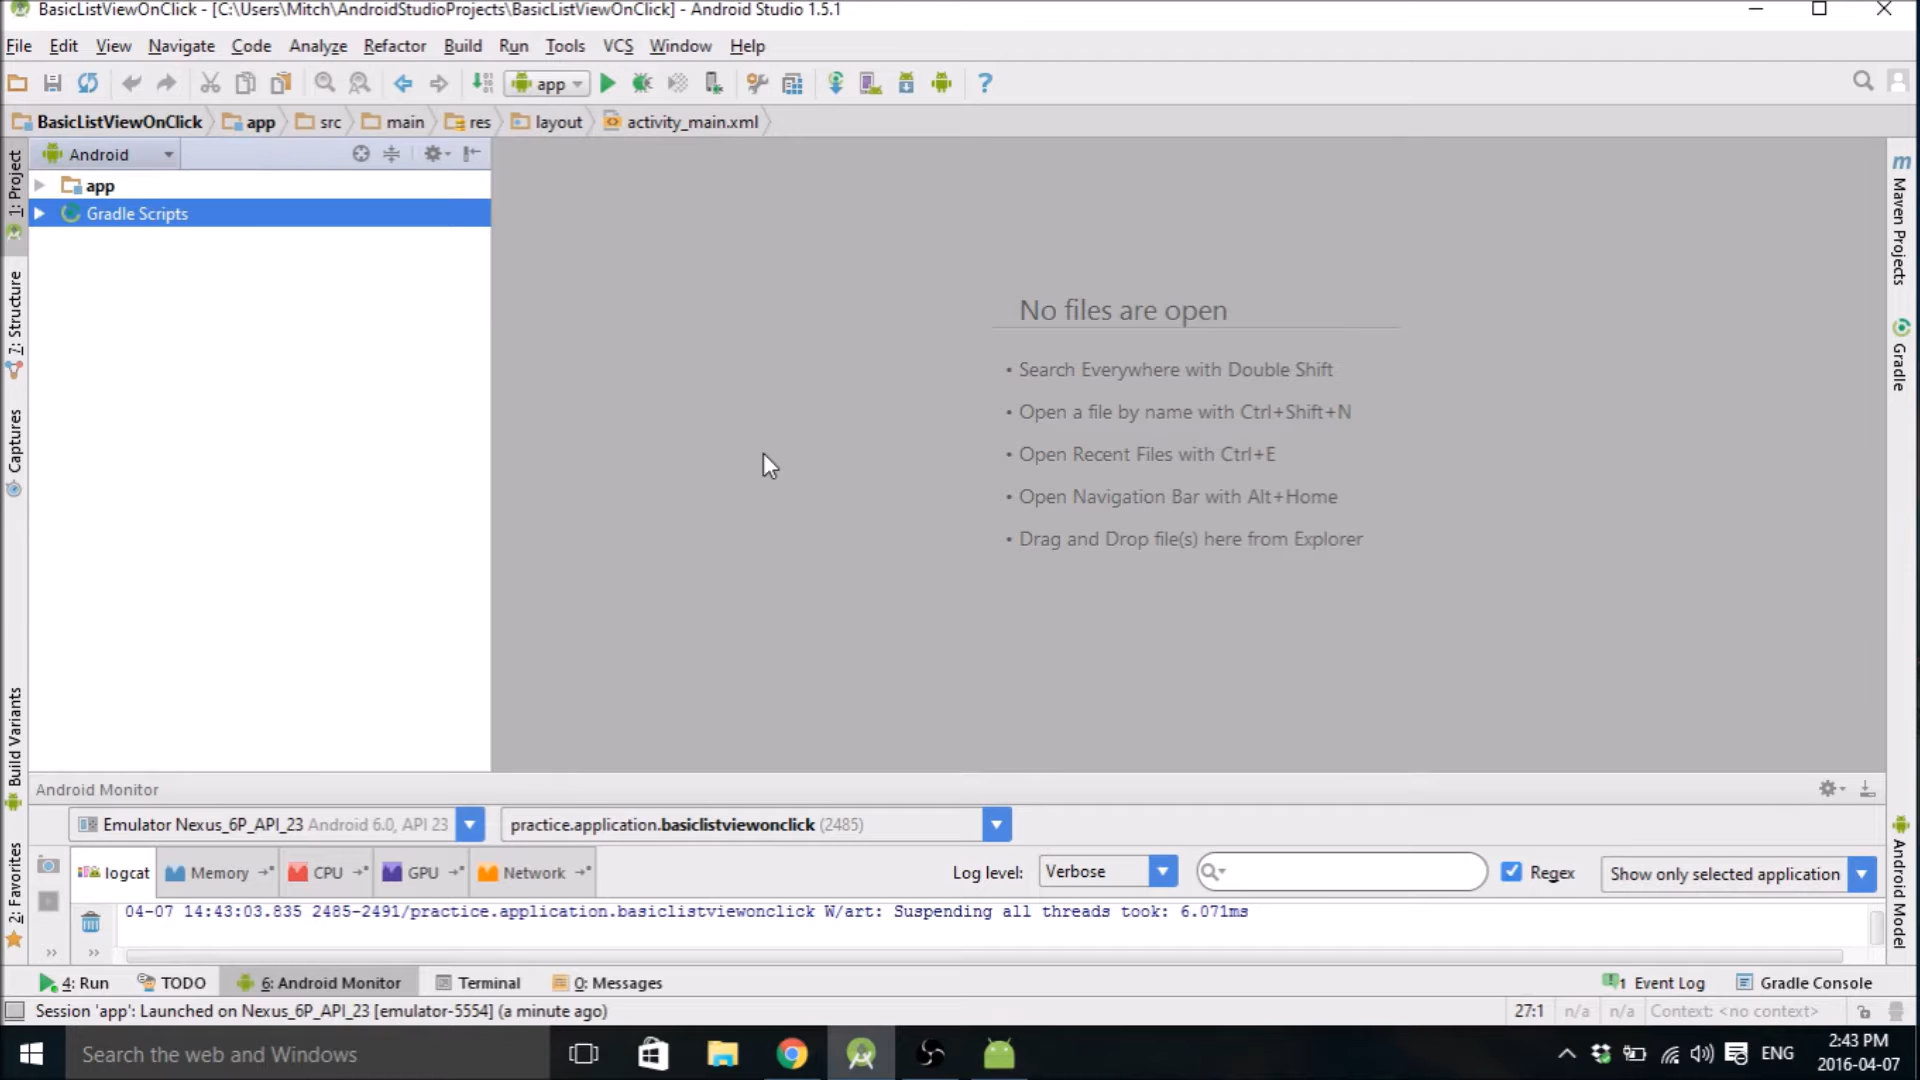 BasicListViewOnClick - [C:\Users\Mitch\AndroidStudioProjects\BasicListViewOnClick] - Android Studio 1.5.1
File Edit View Navigate Code Analyze Refactor Build Run Tools VCS Window Help
app
BasicListViewOnClick app src main res layout activity_main.xml
Android
app
Gradle Scripts
1: Project
7: Structure
Captures
Build Variants
2: Favorites
No files are open
• Search Everywhere with Double Shift
• Open a file by name with Ctrl+Shift+N
• Open Recent Files with Ctrl+E
• Open Navigation Bar with Alt+Home
• Drag and Drop file(s) here from Explorer
Maven Projects
Gradle
Android Model
Android Monitor
Emulator Nexus_6P_API_23 Android 6.0, API 23 practice.application.basiclistviewonclick (2485)
logcat Memory CPU GPU Network Log level: Verbose Regex Show only selected application
04-07 14:43:03.835 2485-2491/practice.application.basiclistviewonclick W/art: Suspending all threads took: 6.071ms
4: Run TODO 6: Android Monitor Terminal 0: Messages 1 Event Log Gradle Console
Session 'app': Launched on Nexus_6P_API_23 [emulator-5554] (a minute ago) 27:1 n/a n/a Context: <no context>
Search the web and Windows ENG 2:43 PM
2016-04-07